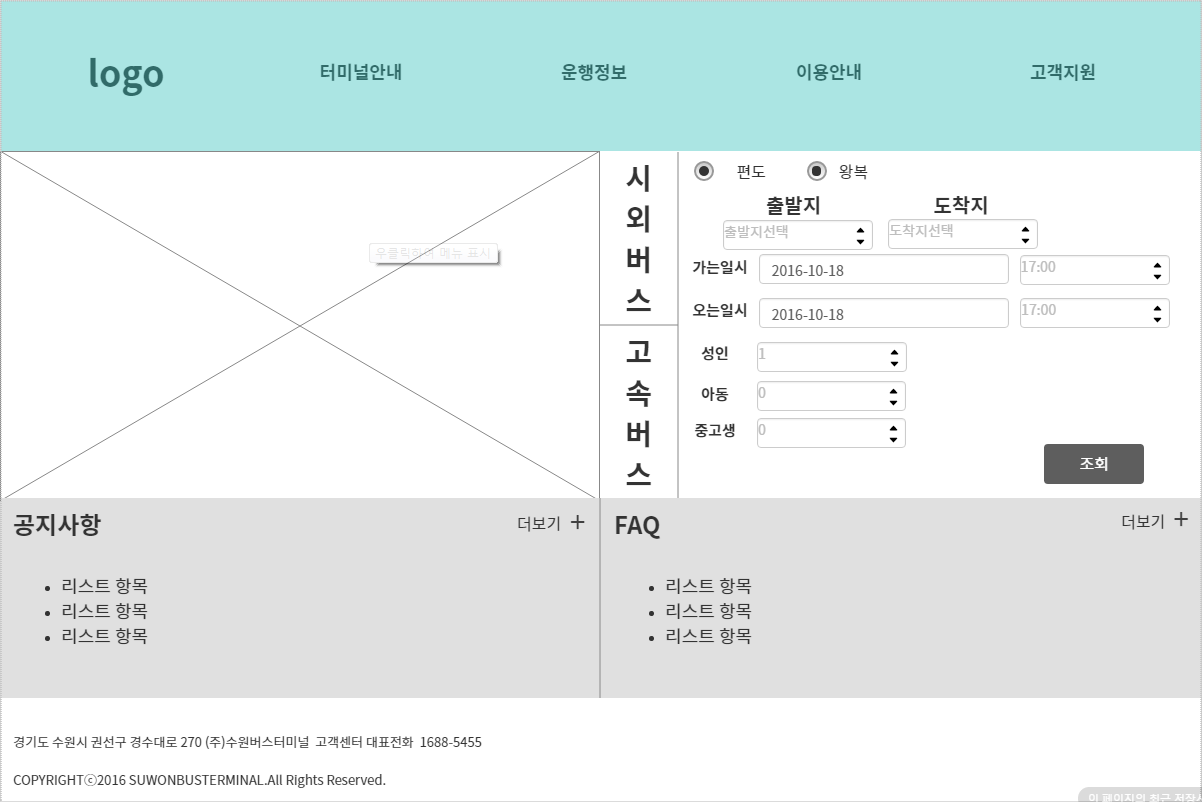 logo
터미널안내
운행정보
이용안내
고객지원
우클릭하여 메뉴 표시
시외버스
고속버스
편도
왕복
출발지
도착지
출발지선택
도착지선택
가는일시
2016-10-18
17:00
오는일시
2016-10-18
17:00
성인
1
아동
0
중고생
0
조회
공지사항
더보기 +
리스트 항목
리스트 항목
리스트 항목
FAQ
더보기 +
리스트 항목
리스트 항목
리스트 항목
경기도 수원시 권선구 경수대로 270 (주)수원버스터미널 고객센터 대표전화 1688-5455
COPYRIGHTⓒ2016 SUWONBUSTERMINAL.All Rights Reserved.
이 페이지의 최근 저장